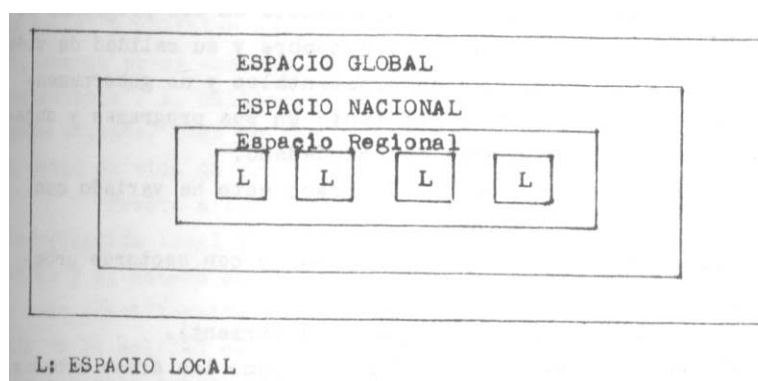 ESPACIO GLOBAL
ESPACIO NACIONAL
Espacio Regional
L L L L
L: ESPACIO LOCAL